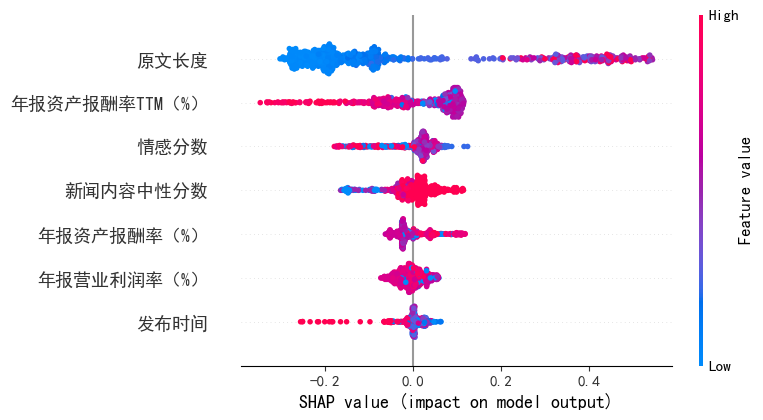 High
原文长度
年报资产报酬率TTM（%）
情感分数
新闻内容中性分数
年报资产报酬率（%）
年报营业利润率（%）
发布时间
Feature value
Low
-0.2 0.0 0.2 0.4
SHAP value (impact on model output)